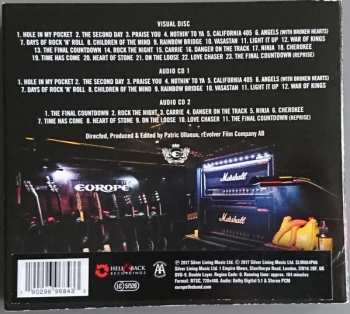 VISUAL DISC
1. HOLE IN MY POCKET 2. THE SECOND DAY 3. PRAISE YOU 4. NOTHIN' TO YA 5. CALIFORNIA 405 6. ANGELS (WITH BROKEN HEARTS)
7. DAYS OF ROCK 'N' ROLL 8. CHILDREN OF THE MIND 9. RAINBOW BRIDGE 10. VASASTAN 11. LIGHT IT UP 12. WAR OF KINGS
13. THE FINAL COUNTDOWN 14. ROCK THE NIGHT 15. CARRIE 16. DANGER ON THE TRACK 17. NINJA 18. CHEROKEE
19. TIME HAS COME 20. HEART OF STONE 21. ON THE LOOSE 22. LOVE CHASER 23. THE FINAL COUNTDOWN (REPRISE)
AUDIO CD 1
1. HOLE IN MY POCKET 2. THE SECOND DAY 3. PRAISE YOU 4. NOTHIN' TO YA 5. CALIFORNIA 405 6. ANGELS (WITH BROKEN HEARTS)
7. DAYS OF ROCK 'N' ROLL 8. CHILDREN OF THE MIND 9. RAINBOW BRIDGE 10. VASASTAN 11. LIGHT IT UP 12. WAR OF KINGS
AUDIO CD 2
1. THE FINAL COUNTDOWN 2. ROCK THE NIGHT 3. CARRIE 4. DANGER ON THE TRACK 5. NINJA 6. CHEROKEE
7. TIME HAS COME 8. HEART OF STONE 9. ON THE LOOSE 10. LOVE CHASER 11. THE FINAL COUNTDOWN (REPRISE)
Directed, Produced & Edited by Patric Ullaeus, rEvolver Film Company AB
EUROPE
Marshall
Marshall
HELL & BACK
RECORDINGS
℗ 2017 Silver Lining Music Ltd. © 2017 Silver Lining Music Ltd.
Silver Lining Music Ltd.